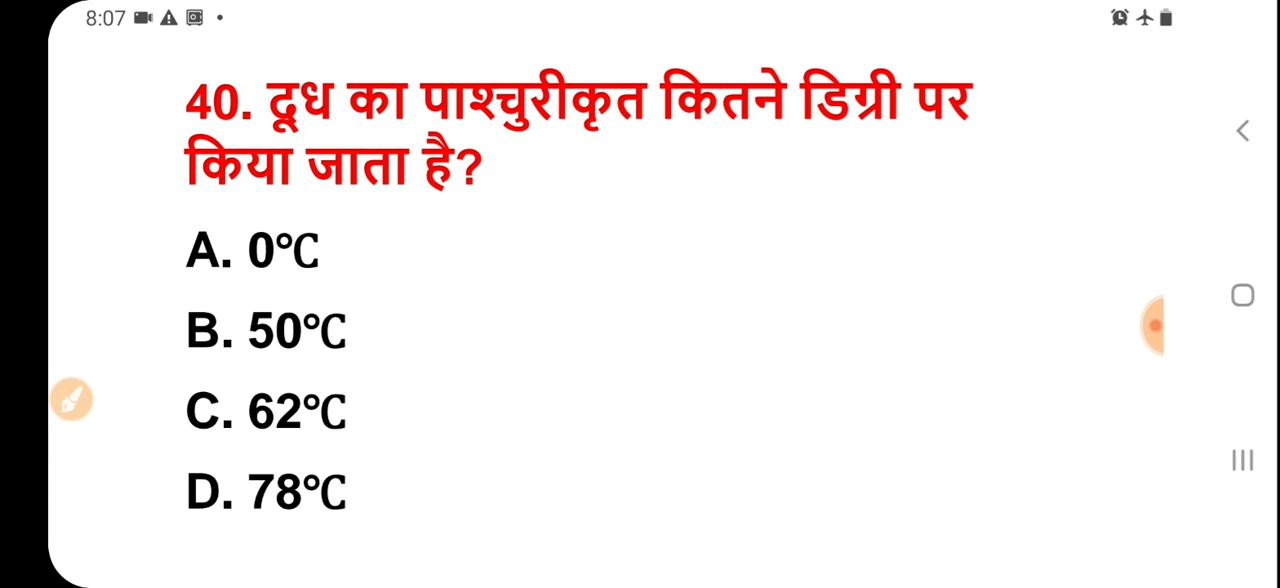 8:07
40. दूध का पाश्चुरीकृत कितने डिग्री पर
किया जाता है?
A. 0℃
B. 50℃
C. 62℃
D. 78℃